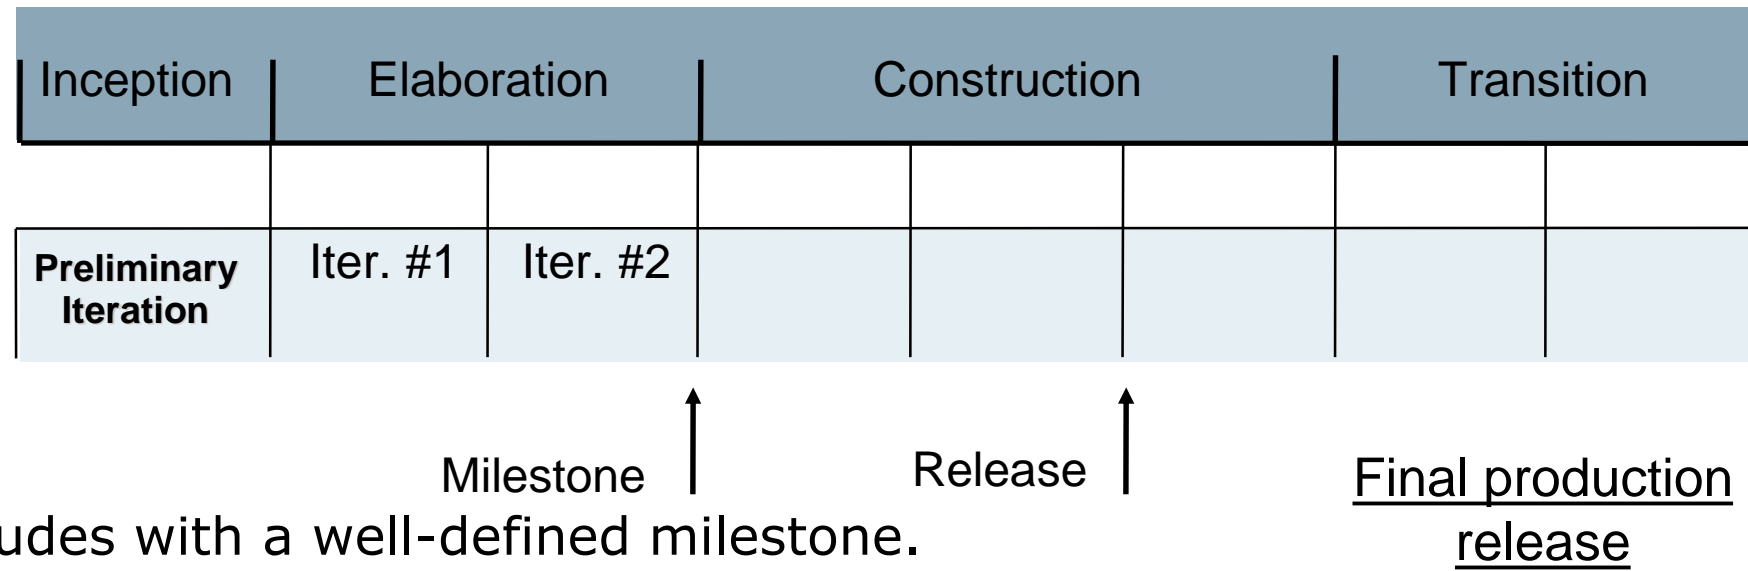 Inception Elaboration Construction Transition
Preliminary Iteration
Iter. #1 Iter. #2
Milestone
Release
Final production
release
with a well-defined milestone.